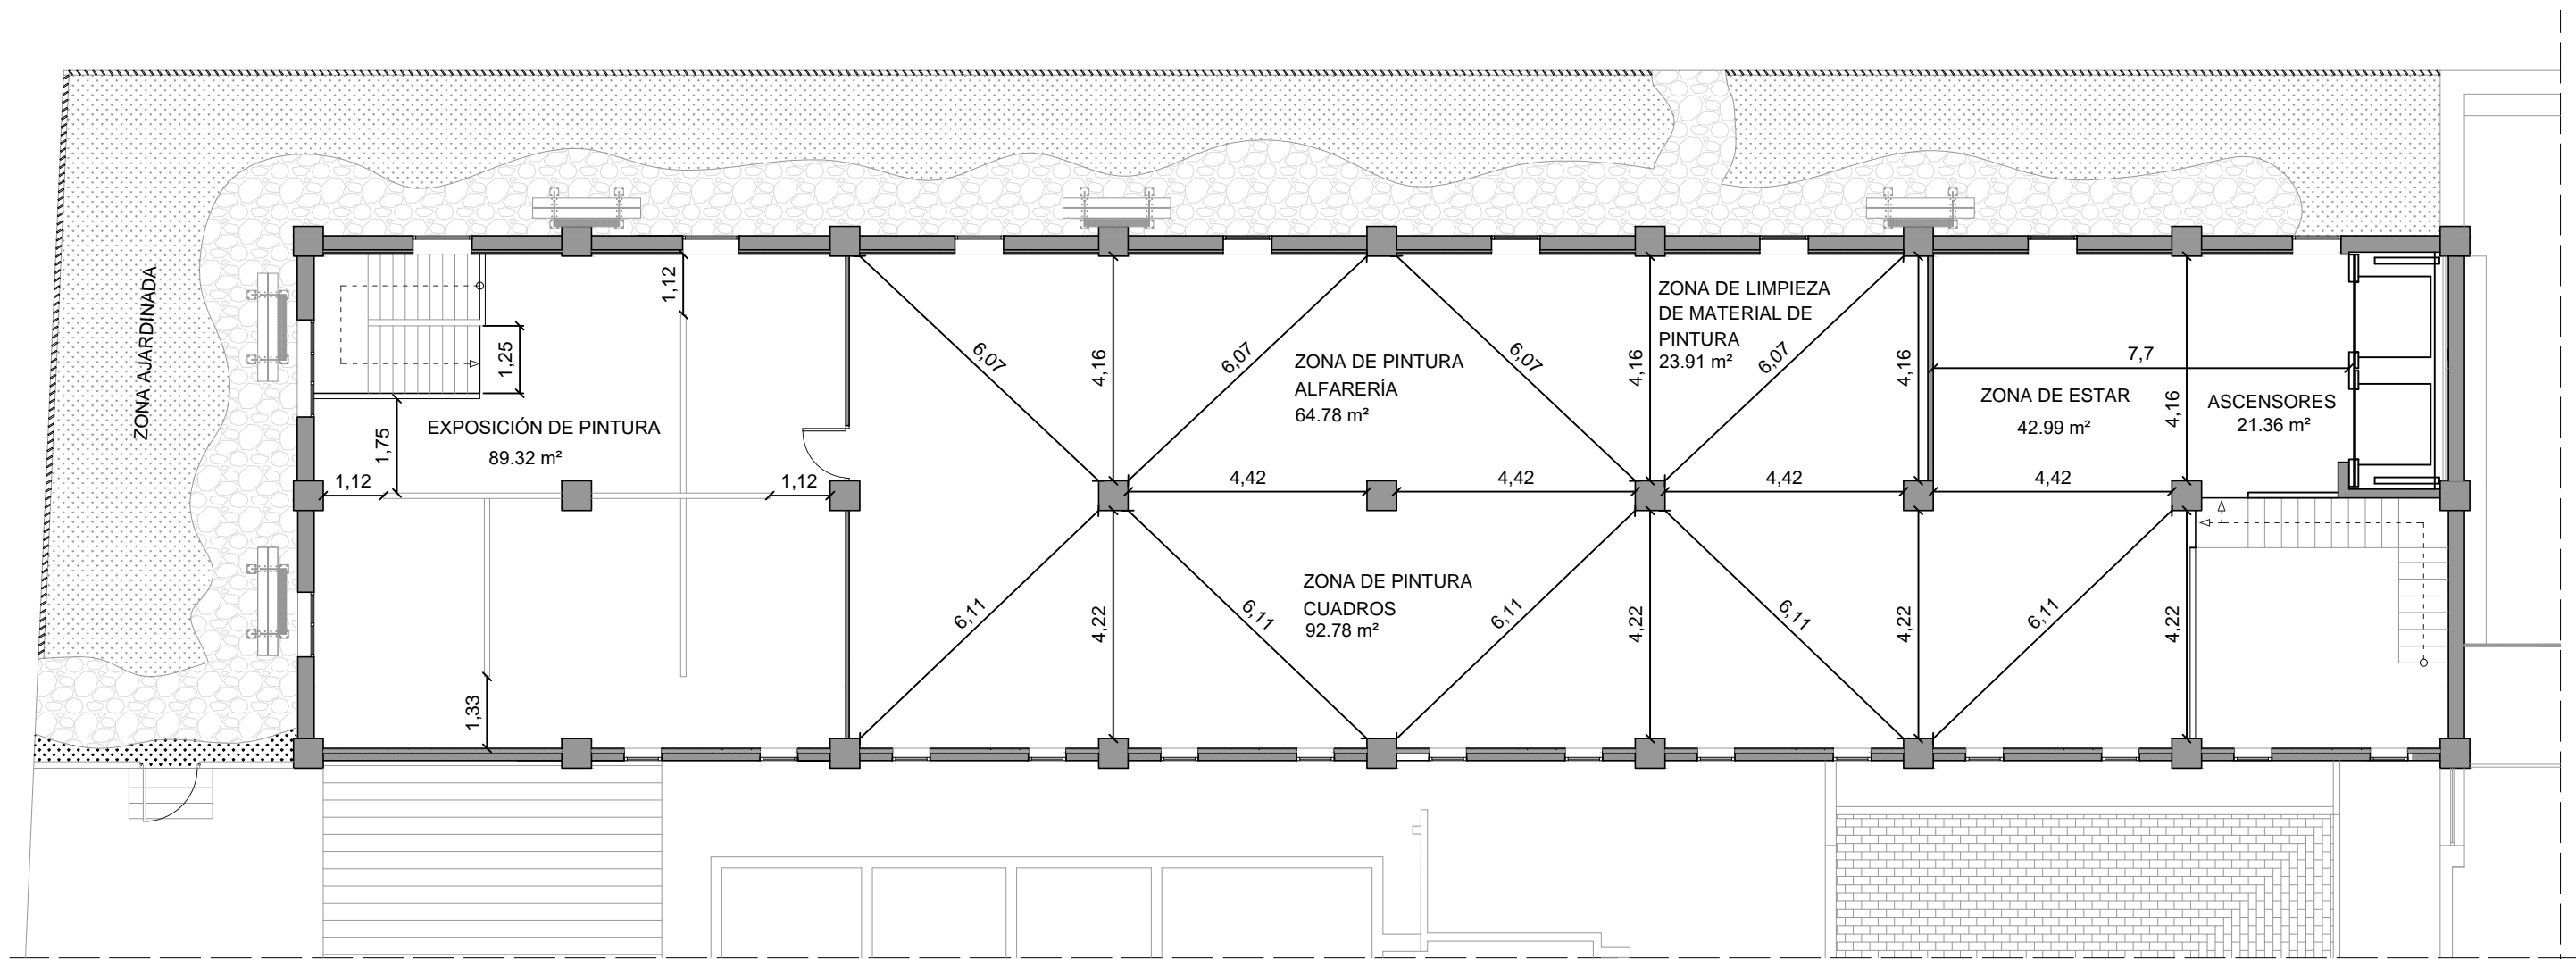 ZONA AJARDINADA
1,12
1,25
1,75
EXPOSICIÓN DE PINTURA
89.32 m²
1,12
1,12
1,33
6,07
4,16
6,07
ZONA DE PINTURA
ALFARERÍA
64.78 m²
6,07
4,16
ZONA DE LIMPIEZA
DE MATERIAL DE
PINTURA
23.91 m²
6,07
4,16
7,7
ZONA DE ESTAR
42.99 m²
4,16
ASCENSORES
21.36 m²
4,42
4,42
4,42
4,42
6,11
4,22
6,11
ZONA DE PINTURA
CUADROS
92.78 m²
6,11
4,22
6,11
4,22
6,11
4,22